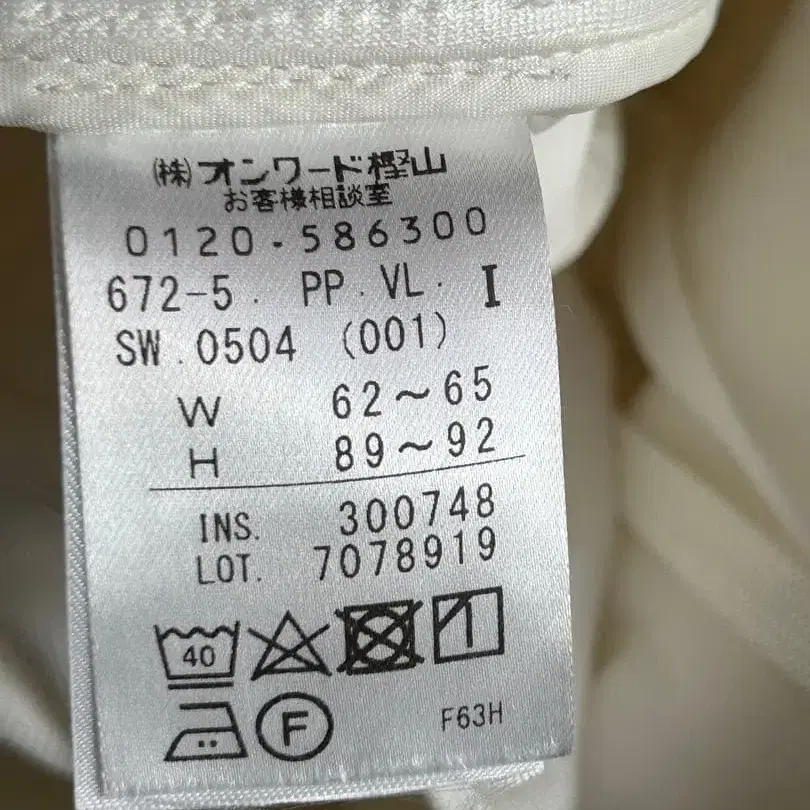 ㈱オンワード樫山
お客様相談室
0120-586300
672-5. PP.VL. I
SW.0504 (001)
W 62～65
H 89～92
INS. 300748
LOT. 7078919
40
F F63H